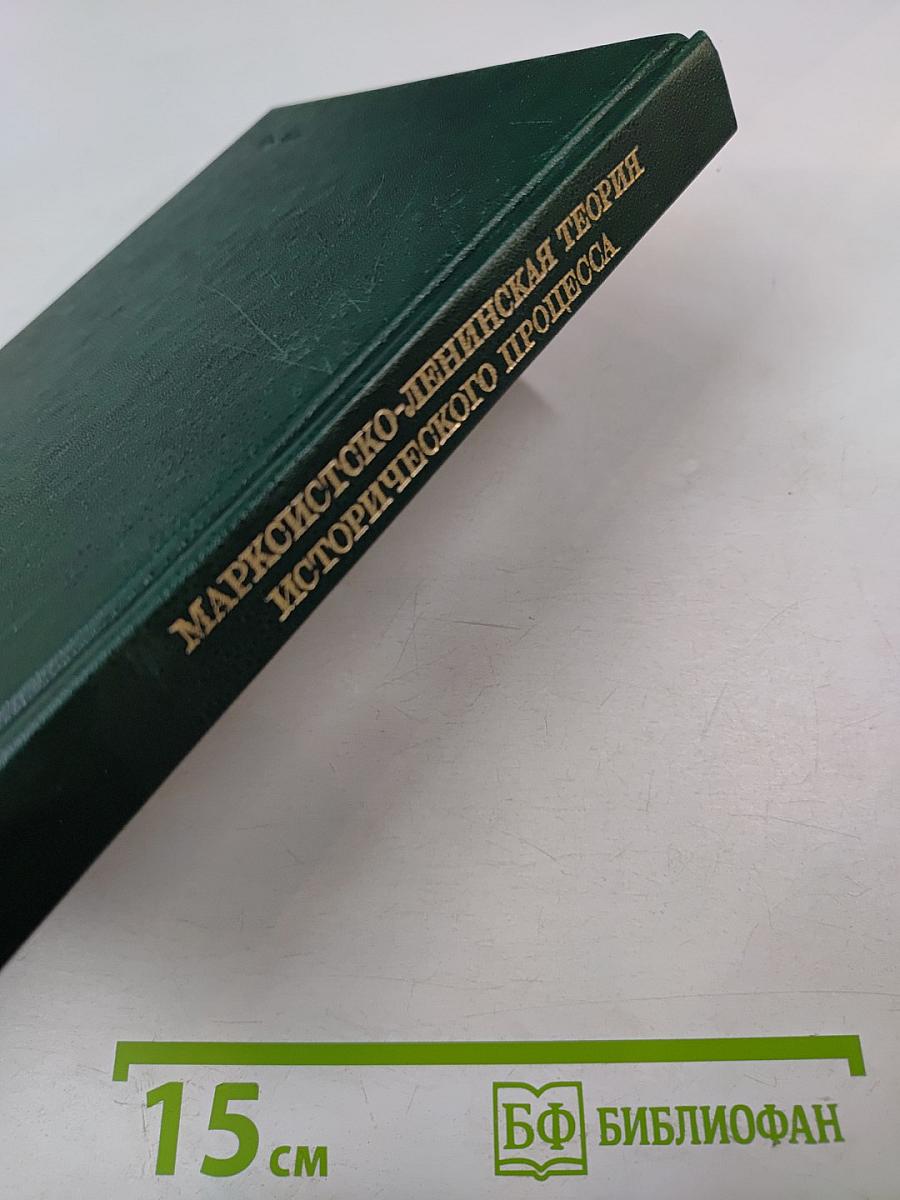 МАРКСИСТСКО-ЛЕНИНСКАЯ ТЕОРИЯ
ИСТОРИЧЕСКОГО ПРОЦЕССА
15 см
БФ БИБЛИОФАН